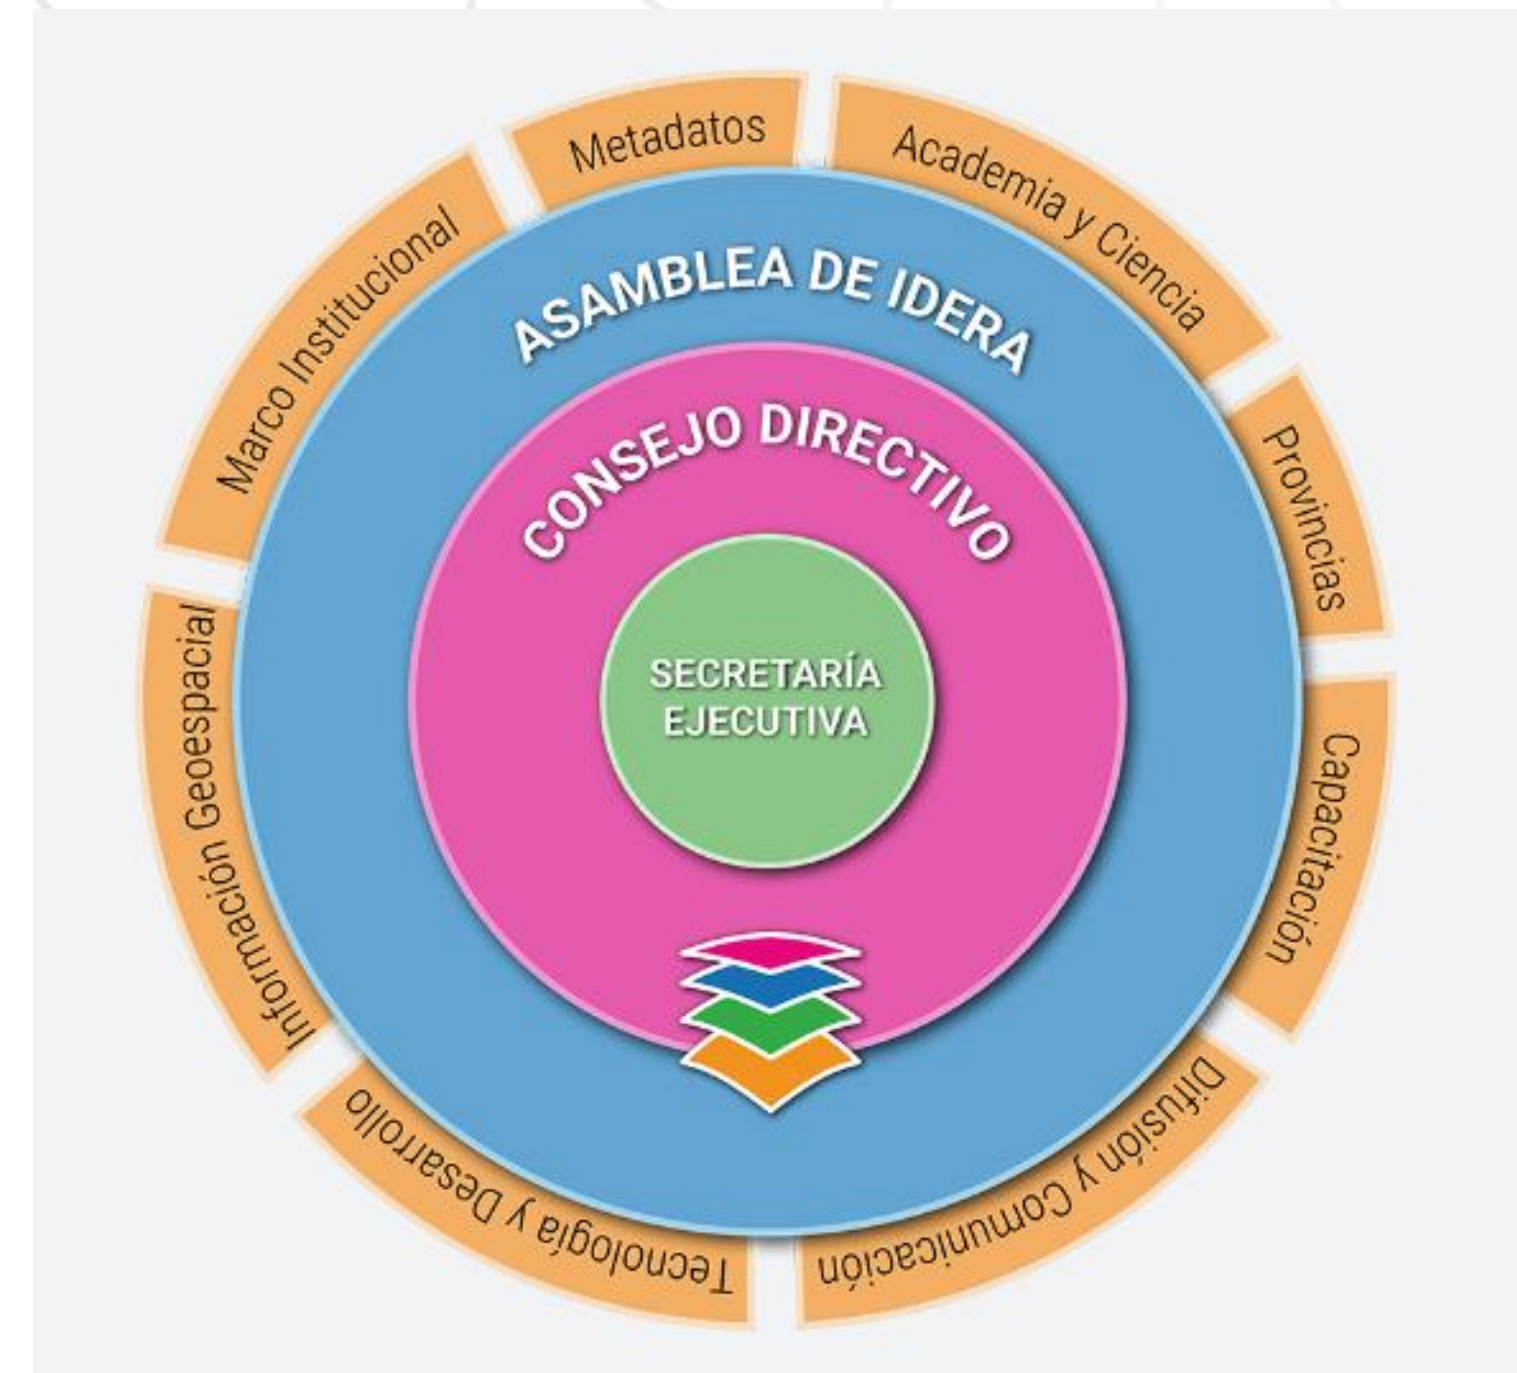 Metadatos
Academia y Ciencia
Provincias
Capacitación
Difusión y Comunicación
Tecnología y Desarrollo
Información Geoespacial
Marco Institucional
ASAMBLEA DE IDERA
CONSEJO DIRECTIVO
SECRETARÍA
EJECUTIVA